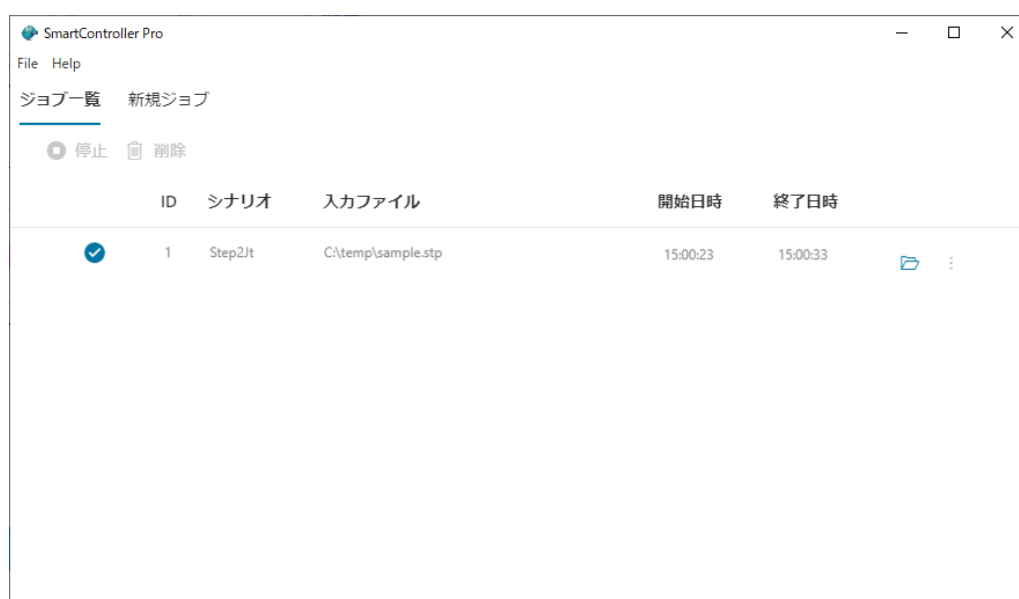 SmartController Pro
File Help
ジョブ一覧 新規ジョブ
停止 削除
ID シナリオ 入力ファイル 開始日時 終了日時
1 Step2Jt C:\temp\sample.stp 15:00:23 15:00:33